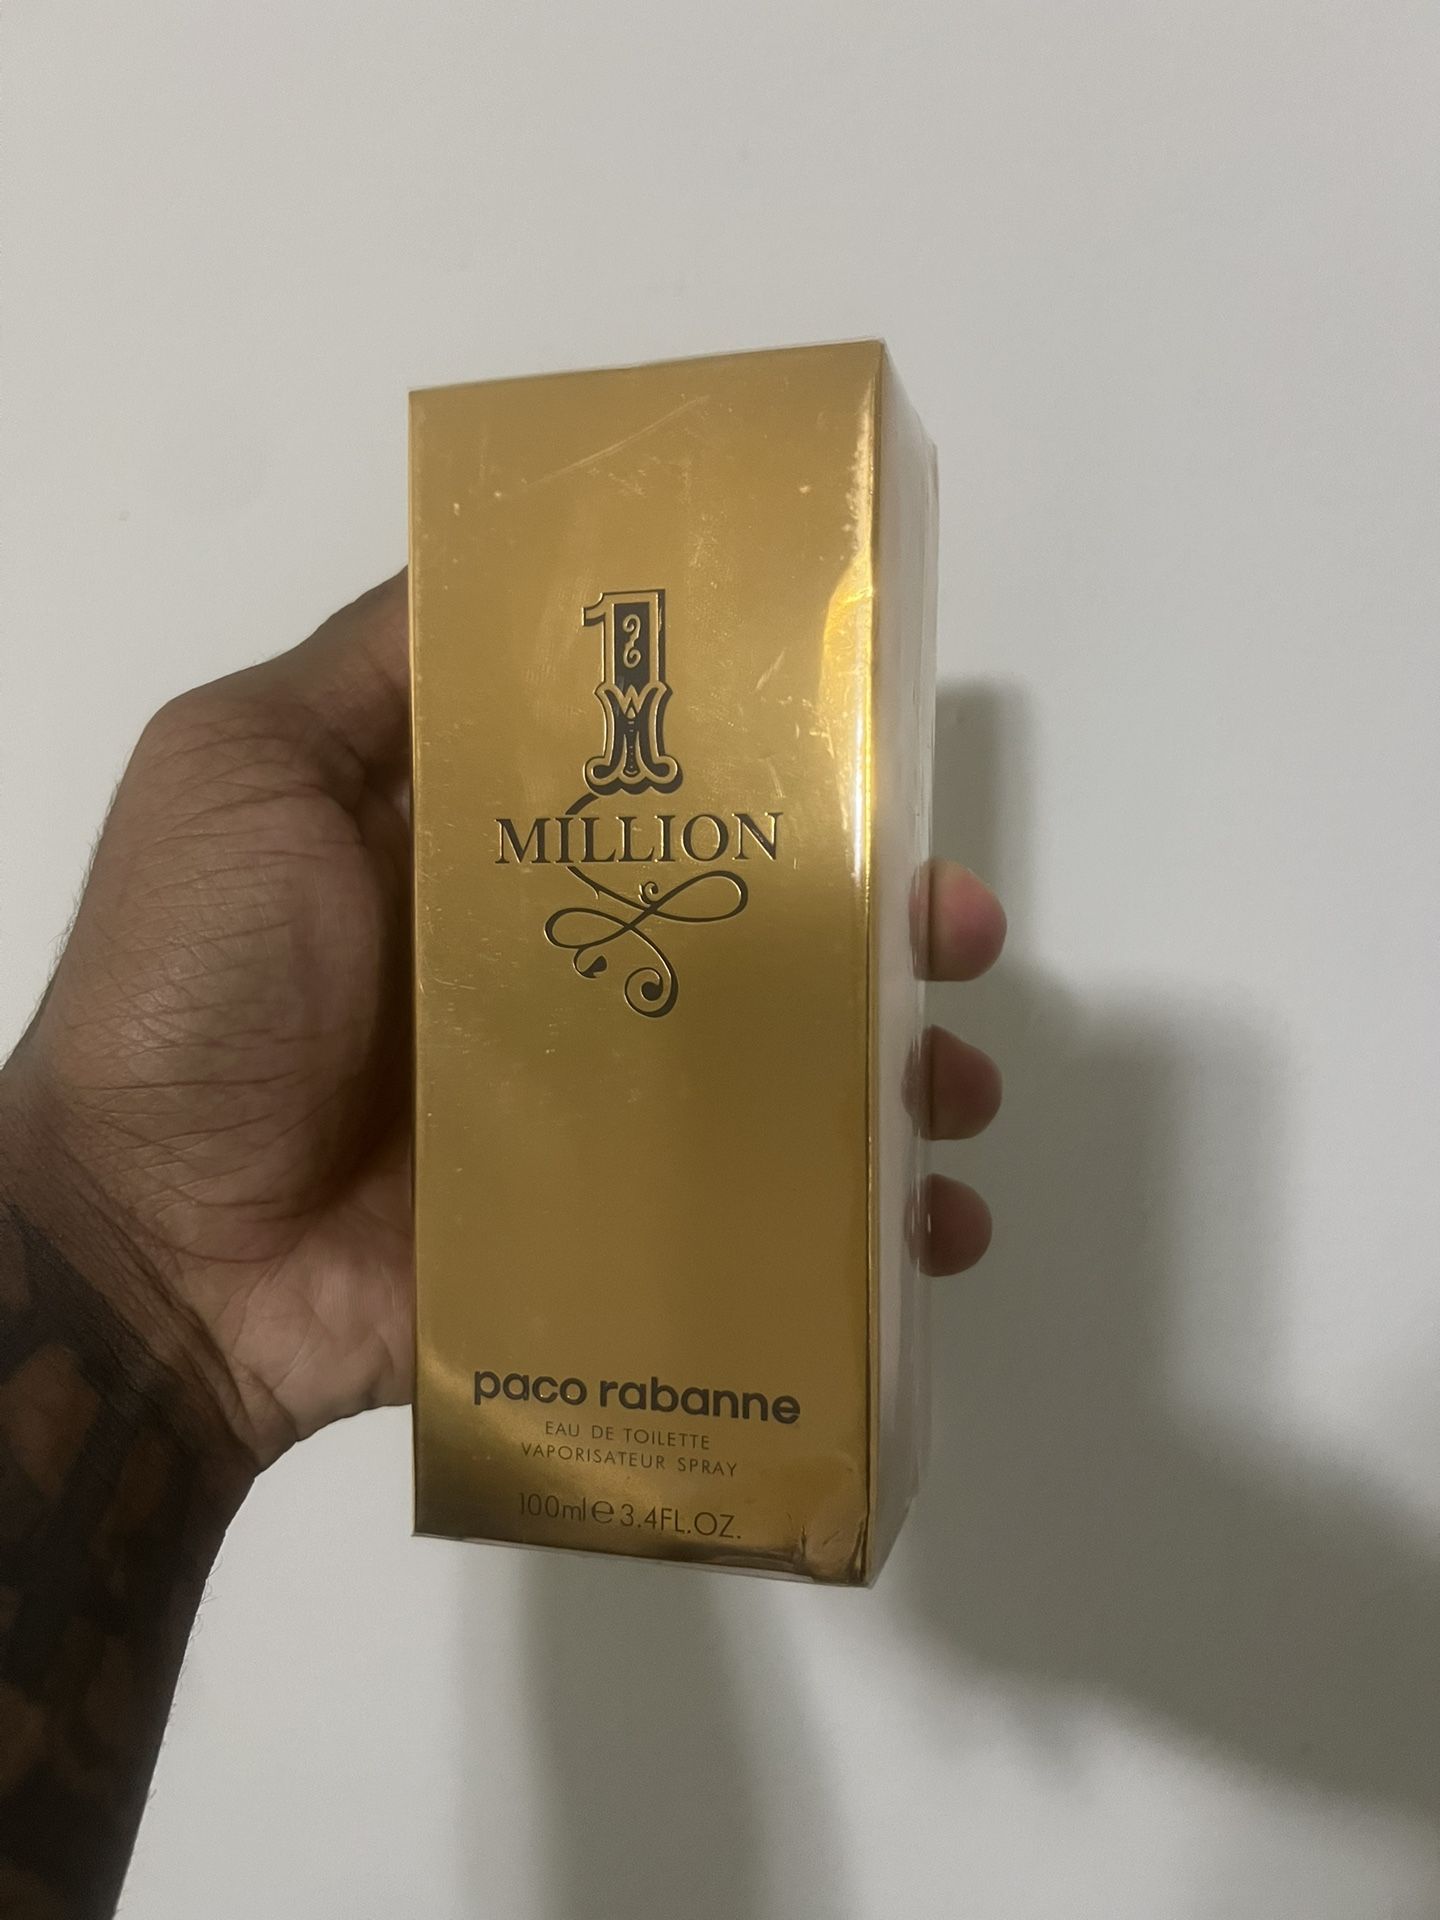 1
MILLION
paco rabanne
EAU DE TOILETTE
VAPORISATEUR SPRAY
100ml e 3.4FL.OZ.